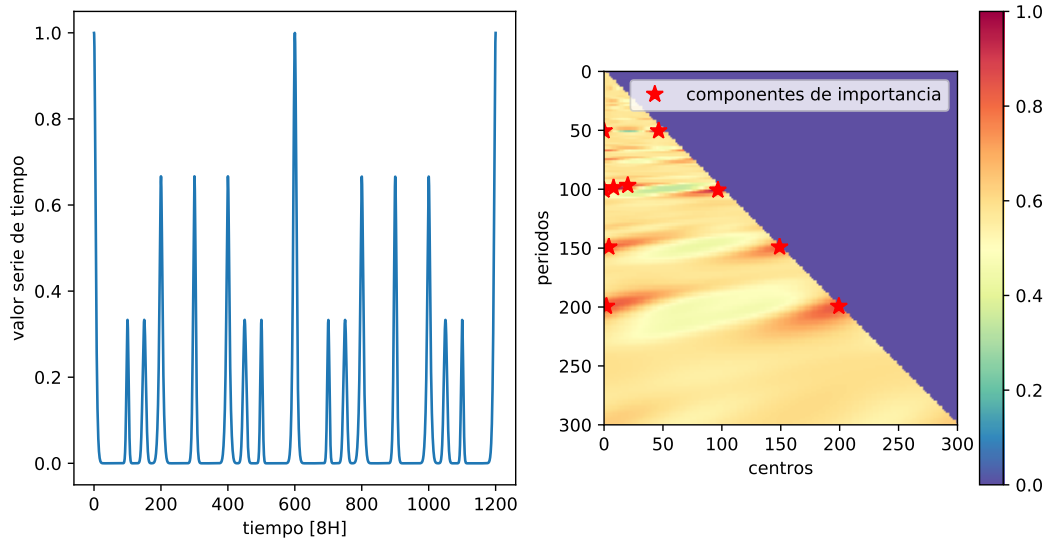 valor serie de tiempo
1.0
0.8
0.6
0.4
0.2
0.0
0 200 400 600 800 1000 1200
tiempo [8H]
periodos
0
50
100
150
200
250
300
componentes de importancia
0 50 100 150 200 250 300
centros
1.0
0.8
0.6
0.4
0.2
0.0